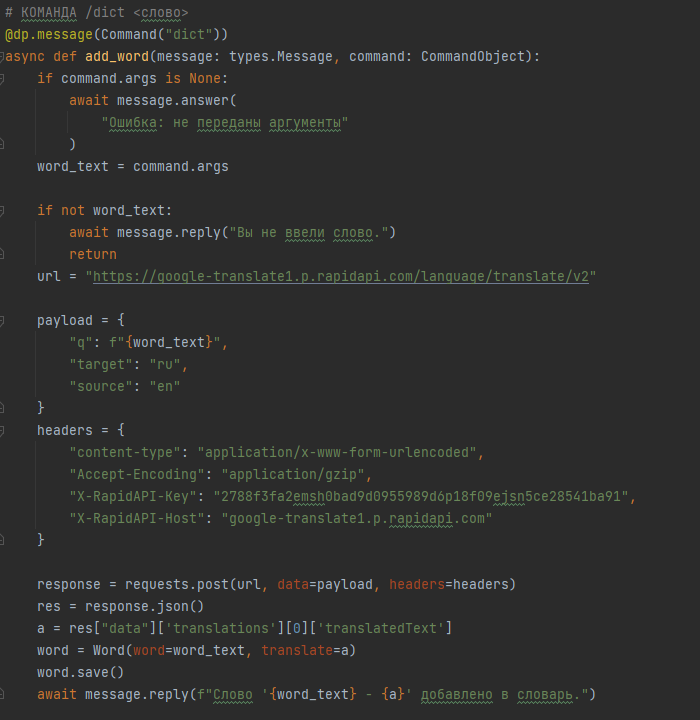 # КОМАНДА /dict <слово>
@dp.message(Command("dict"))
async def add_word(message: types.Message, command: CommandObject):
    if command.args is None:
        await message.answer(
            "Ошибка: не переданы аргументы"
        )
    word_text = command.args

    if not word_text:
        await message.reply("Вы не ввели слово.")
        return
    url = "https://google-translate1.p.rapidapi.com/language/translate/v2"

    payload = {
        "q": f"{word_text}",
        "target": "ru",
        "source": "en"
    }
    headers = {
        "content-type": "application/x-www-form-urlencoded",
        "Accept-Encoding": "application/gzip",
        "X-RapidAPI-Key": "2788f3fa2emsh0bad9d0955989d6p18f09ejsn5ce28541ba91",
        "X-RapidAPI-Host": "google-translate1.p.rapidapi.com"
    }

    response = requests.post(url, data=payload, headers=headers)
    res = response.json()
    a = res["data"]['translations'][0]['translatedText']
    word = Word(word=word_text, translate=a)
    word.save()
    await message.reply(f"Слово '{word_text} - {a}' добавлено в словарь.")